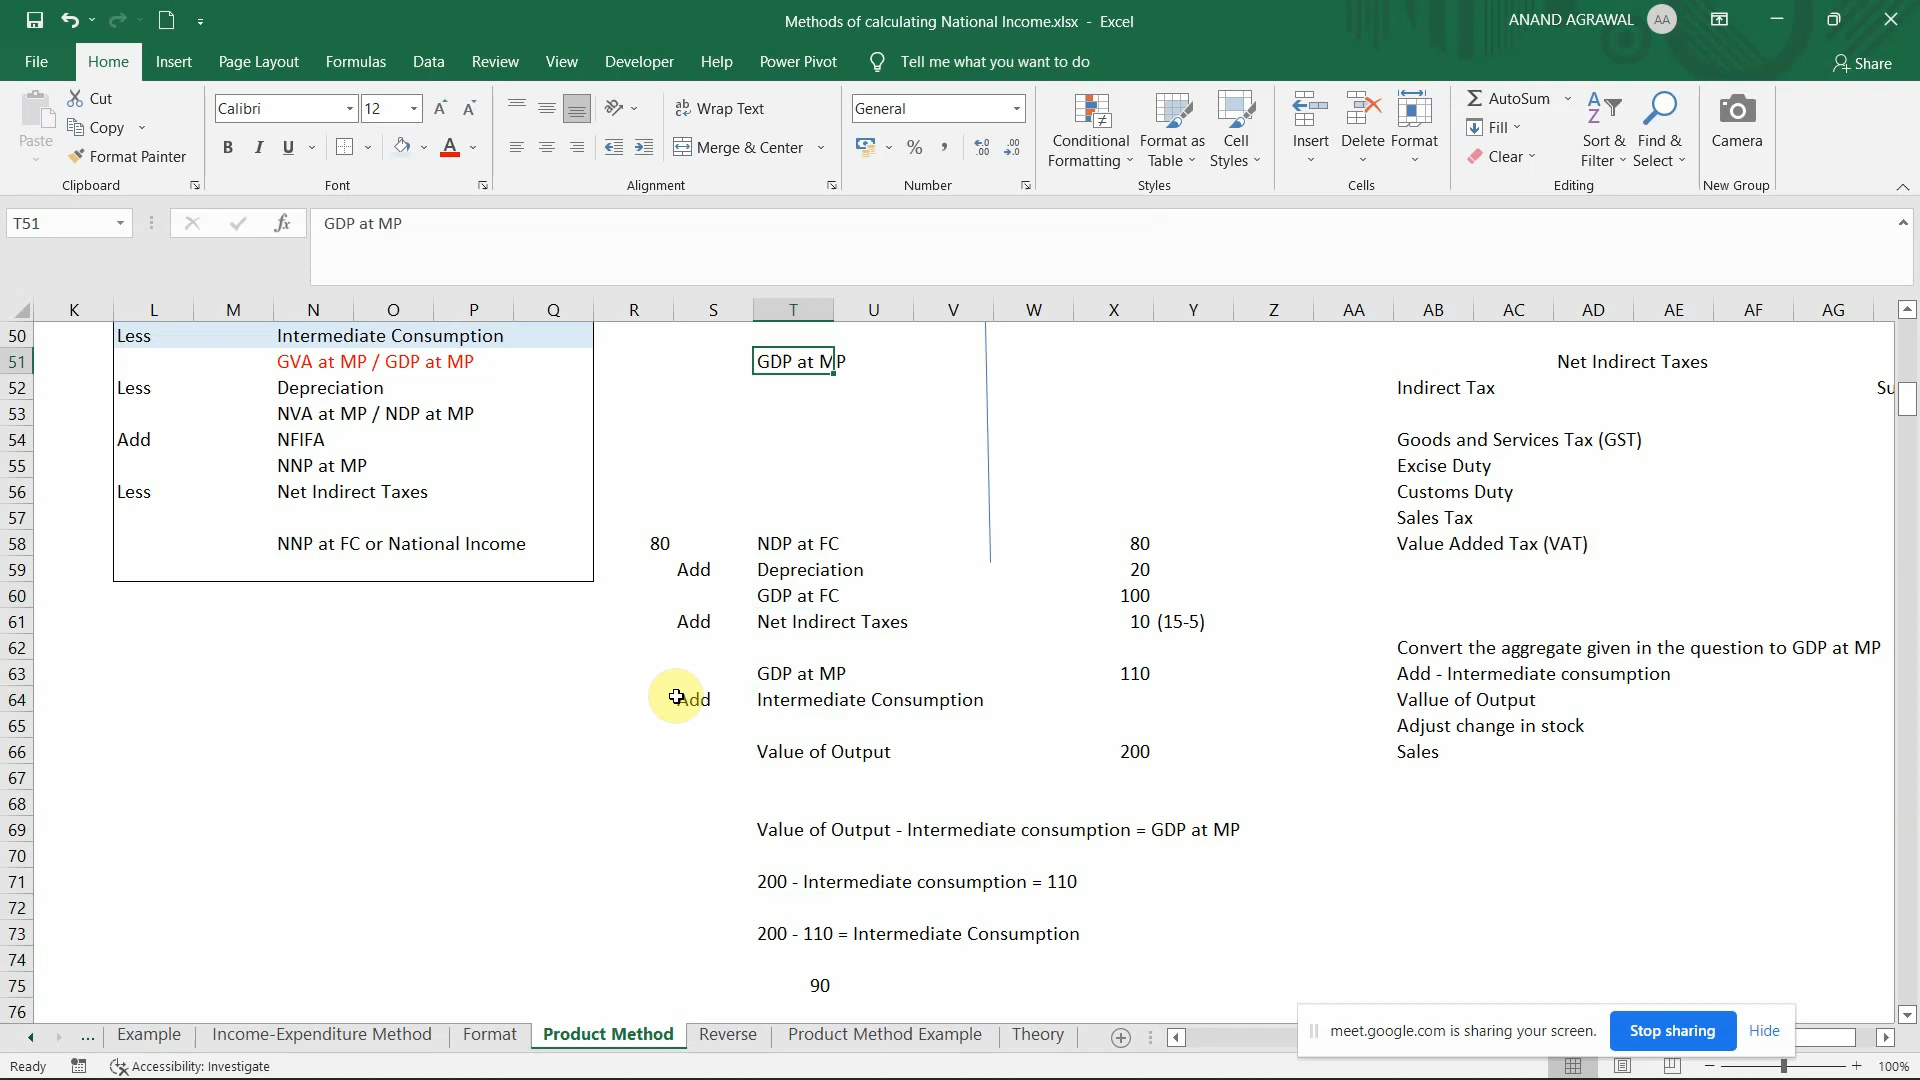 Methods of calculating National Income.xlsx - Excel
ANAND AGRAWAL AA
File Home Insert Page Layout Formulas Data Review View Developer Help Power Pivot Tell me what you want to do Share
Paste
Cut
Copy
Format Painter
Clipboard
Calibri 12
B I U
Font
Wrap Text
Merge & Center
Alignment
General
Number
Conditional Formatting
Format as Table
Cell Styles
Styles
Insert
Delete
Format
Cells
AutoSum
Fill
Clear
Sort & Filter
Find & Select
Editing
Camera
New Group
T51 fx GDP at MP
K L M N O P Q R S T U V W X Y Z AA AB AC AD AE AF AG
50 Less Intermediate Consumption
51 GVA at MP / GDP at MP GDP at MP Net Indirect Taxes
52 Less Depreciation Indirect Tax Su
53 NVA at MP / NDP at MP
54 Add NFIFA Goods and Services Tax (GST)
55 NNP at MP Excise Duty
56 Less Net Indirect Taxes Customs Duty
57 Sales Tax
58 NNP at FC or National Income 80 NDP at FC 80 Value Added Tax (VAT)
59 Add Depreciation 20
60 GDP at FC 100
61 Add Net Indirect Taxes 10 (15-5)
62 Convert the aggregate given in the question to GDP at MP
63 GDP at MP 110 Add - Intermediate consumption
64 Add Intermediate Consumption Vallue of Output
65 Adjust change in stock
66 Value of Output 200 Sales
67
68
69 Value of Output - Intermediate consumption = GDP at MP
70
71 200 - Intermediate consumption = 110
72
73 200 - 110 = Intermediate Consumption
74
75 90
76
... Example Income-Expenditure Method Format Product Method Reverse Product Method Example Theory
meet.google.com is sharing your screen. Stop sharing Hide
Ready Accessibility: Investigate 100%